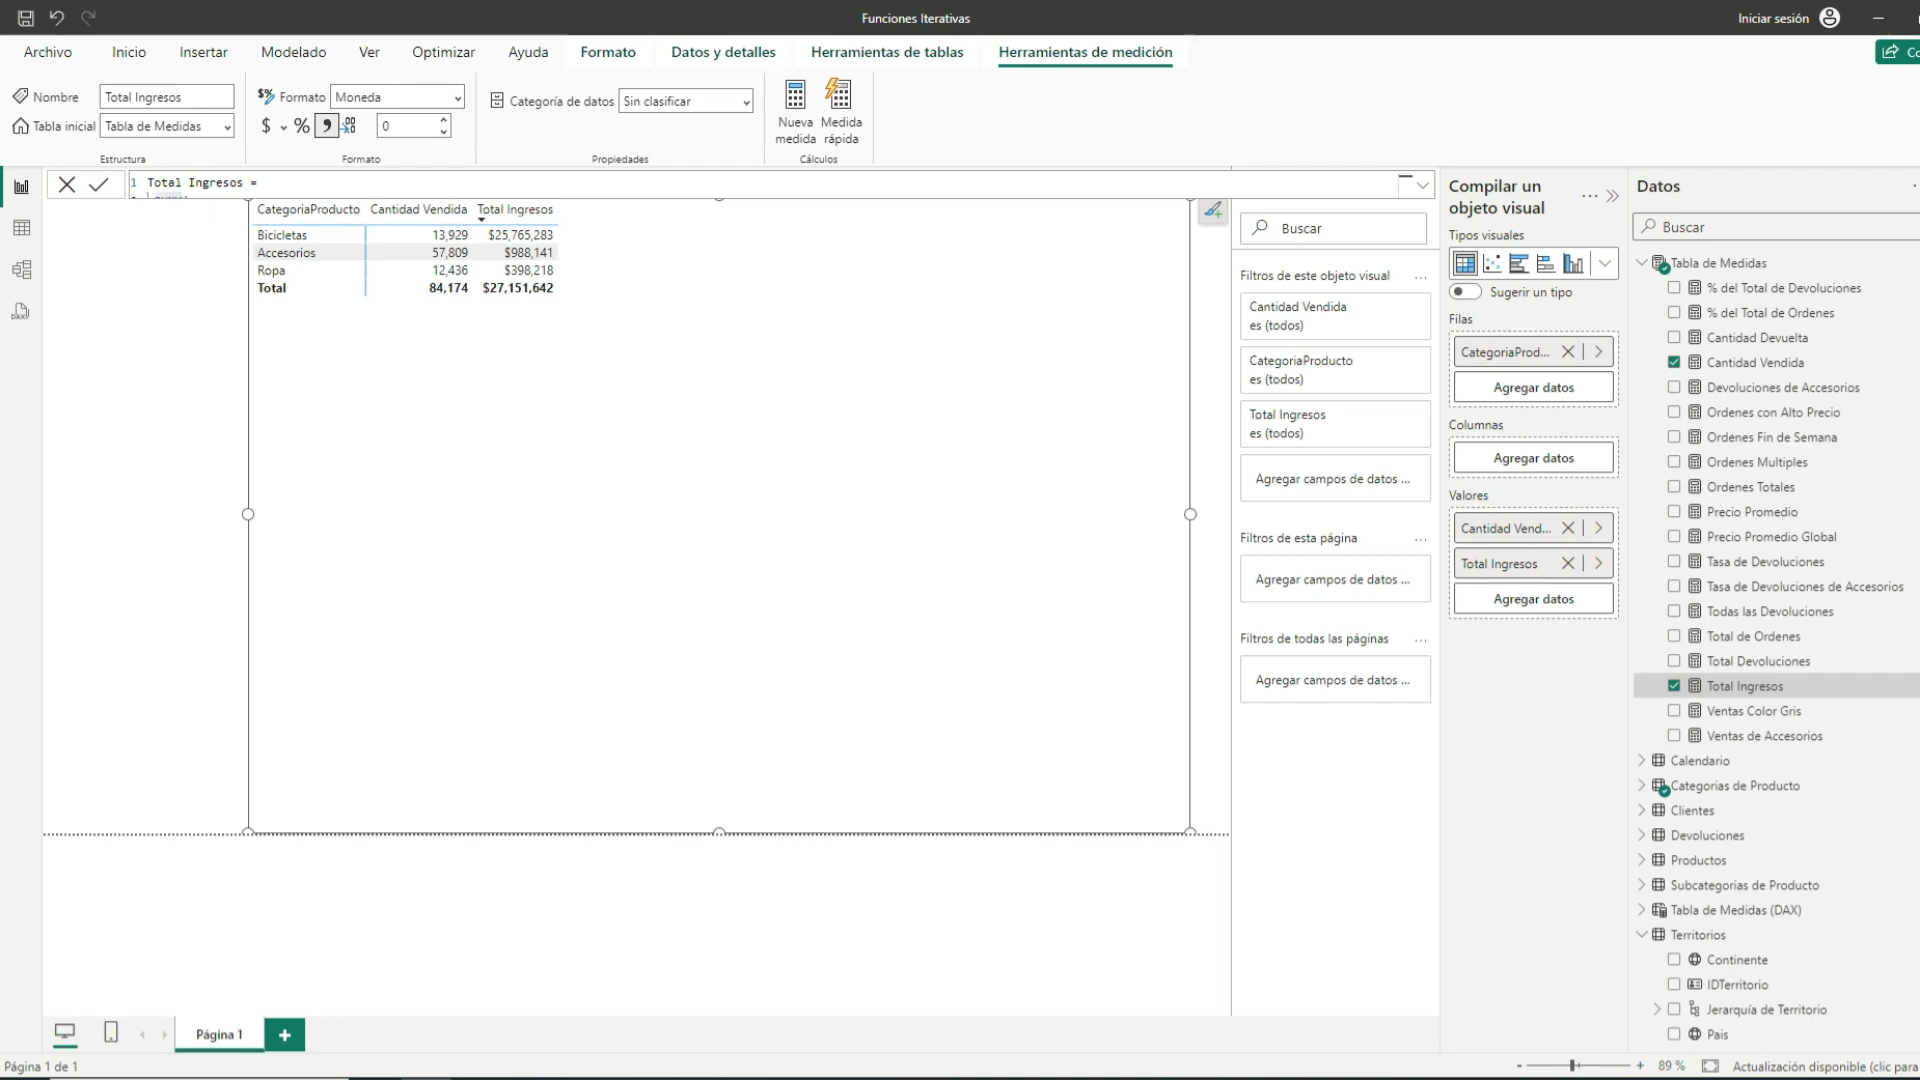 Funciones Iterativas
Iniciar sesión
Archivo
Inicio
Insertar
Modelado
Ver
Optimizar
Ayuda
Formato
Datos y detalles
Herramientas de tablas
Herramientas de medición
Co
Nombre
Total Ingresos
Tabla inicial
Tabla de Medidas
Estructura
Formato
Moneda
$
%
0
Formato
Categoría de datos
Sin clasificar
Propiedades
Nueva medida
Medida rápida
Cálculos
1 Total Ingresos =
CategoriaProducto Cantidad Vendida Total Ingresos
Bicicletas 13,929 $25,765,283
Accesorios 57,809 $988,141
Ropa 12,436 $398,218
Total 84,174 $27,151,642
Buscar
Filtros de este objeto visual ...
Cantidad Vendida
es (todos)
CategoriaProducto
es (todos)
Total Ingresos
es (todos)
Agregar campos de datos ...
Filtros de esta página ...
Agregar campos de datos ...
Filtros de todas las páginas ...
Agregar campos de datos ...
Compilar un
objeto visual
...
Tipos visuales
Sugerir un tipo
Filas
CategoriaProd...
Agregar datos
Columnas
Agregar datos
Valores
Cantidad Vend...
Total Ingresos
Agregar datos
Datos
Buscar
Tabla de Medidas
% del Total de Devoluciones
% del Total de Ordenes
Cantidad Devuelta
Cantidad Vendida
Devoluciones de Accesorios
Ordenes con Alto Precio
Ordenes Fin de Semana
Ordenes Multiples
Ordenes Totales
Precio Promedio
Precio Promedio Global
Tasa de Devoluciones
Tasa de Devoluciones de Accesorios
Todas las Devoluciones
Total de Ordenes
Total Devoluciones
Total Ingresos
Ventas Color Gris
Ventas de Accesorios
Calendario
Categorias de Producto
Clientes
Devoluciones
Productos
Subcategorias de Producto
Tabla de Medidas (DAX)
Territorios
Continente
IDTerritorio
Jerarquía de Territorio
Pais
Página 1
Página 1 de 1
89 %
Actualización disponible (clic para